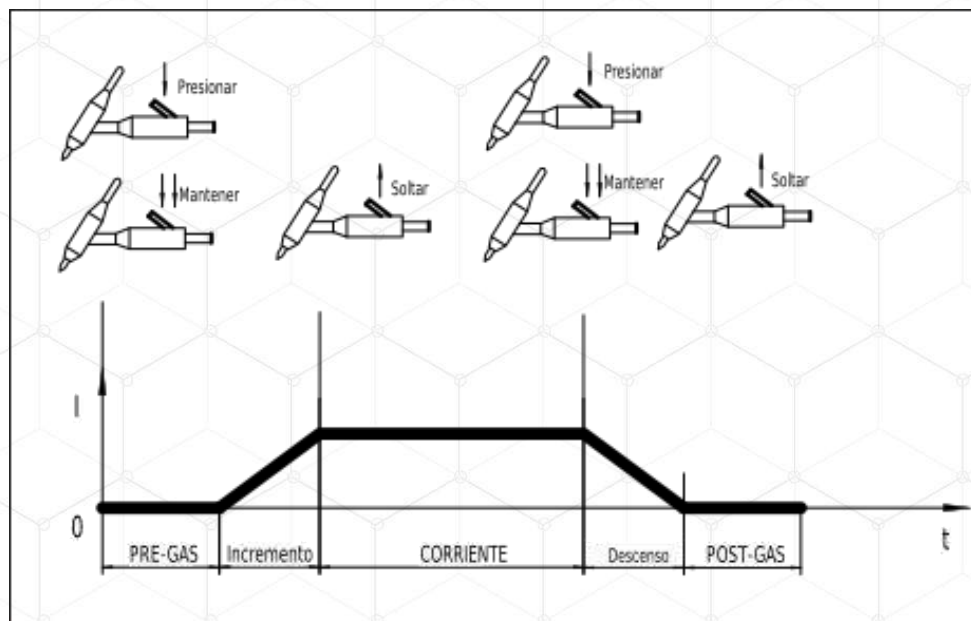 Presionar
Mantener
Soltar
Presionar
Mantener
Soltar
I
0
t
PRE-GAS
Incremento
CORRIENTE
Descenso
POST-GAS